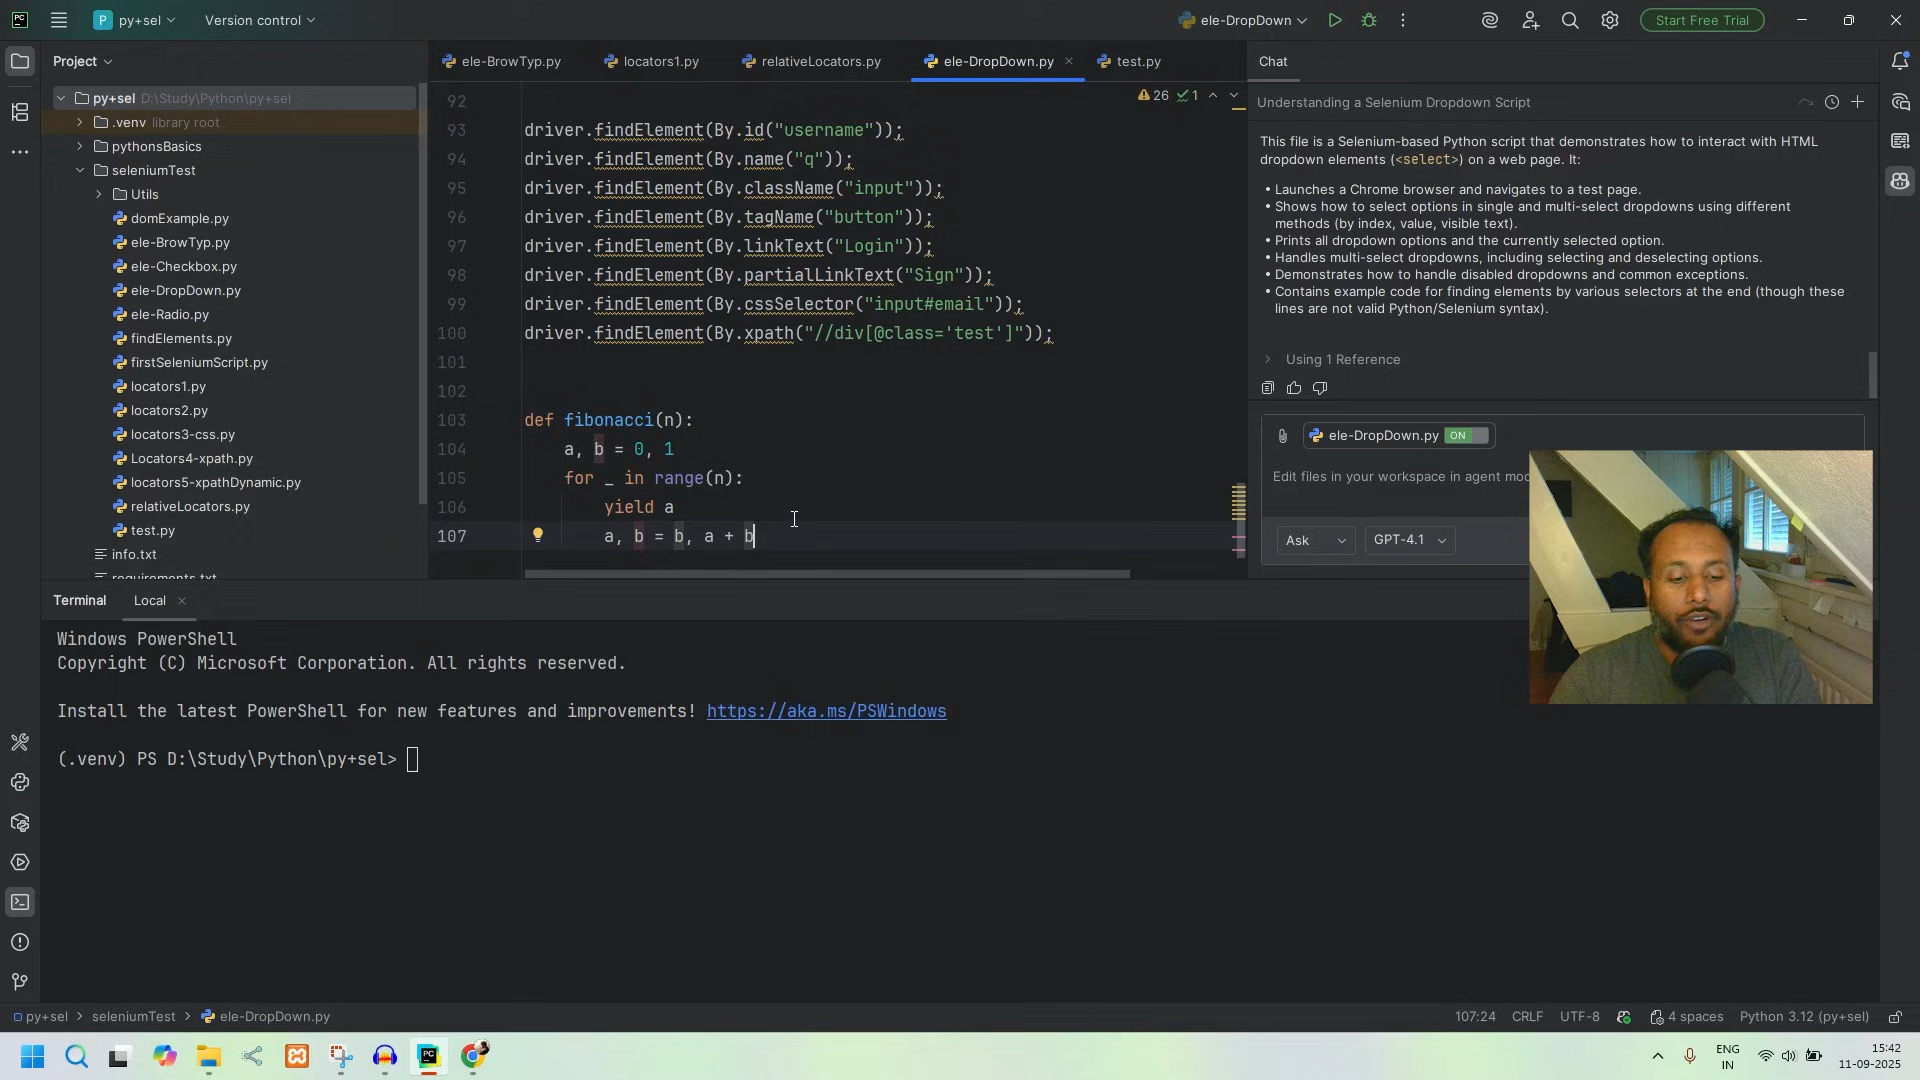 py+sel
Version control
ele-DropDown
Start Free Trial
Project
ele-BrowTyp.py
locators1.py
relativeLocators.py
ele-DropDown.py
test.py
Chat
py+sel D:\Study\Python\py+sel
.venv library root
pythonsBasics
seleniumTest
Utils
domExample.py
ele-BrowTyp.py
ele-Checkbox.py
ele-DropDown.py
ele-Radio.py
findElements.py
firstSeleniumScript.py
locators1.py
locators2.py
locators3-css.py
Locators4-xpath.py
locators5-xpathDynamic.py
relativeLocators.py
test.py
info.txt
requirements.txt
26 1
92
93 driver.findElement(By.id("username"));
94 driver.findElement(By.name("q"));
95 driver.findElement(By.className("input"));
96 driver.findElement(By.tagName("button"));
97 driver.findElement(By.linkText("Login"));
98 driver.findElement(By.partialLinkText("Sign"));
99 driver.findElement(By.cssSelector("input#email"));
100 driver.findElement(By.xpath("//div[@class='test']"));
101
102
103 def fibonacci(n):
104 a, b = 0, 1
105 for _ in range(n):
106 yield a
107 a, b = b, a + b
Understanding a Selenium Dropdown Script
This file is a Selenium-based Python script that demonstrates how to interact with HTML
dropdown elements (<select>) on a web page. It:
• Launches a Chrome browser and navigates to a test page.
• Shows how to select options in single and multi-select dropdowns using different
methods (by index, value, visible text).
• Prints all dropdown options and the currently selected option.
• Handles multi-select dropdowns, including selecting and deselecting options.
• Demonstrates how to handle disabled dropdowns and common exceptions.
• Contains example code for finding elements by various selectors at the end (though these
lines are not valid Python/Selenium syntax).
Using 1 Reference
ele-DropDown.py ON
Edit files in your workspace in agent mod
Ask
GPT-4.1
Terminal
Local
Windows PowerShell
Copyright (C) Microsoft Corporation. All rights reserved.
Install the latest PowerShell for new features and improvements! https://aka.ms/PSWindows
(.venv) PS D:\Study\Python\py+sel>
py+sel > seleniumTest > ele-DropDown.py
107:24
CRLF
UTF-8
4 spaces
Python 3.12 (py+sel)
ENG
IN
15:42
11-09-2025